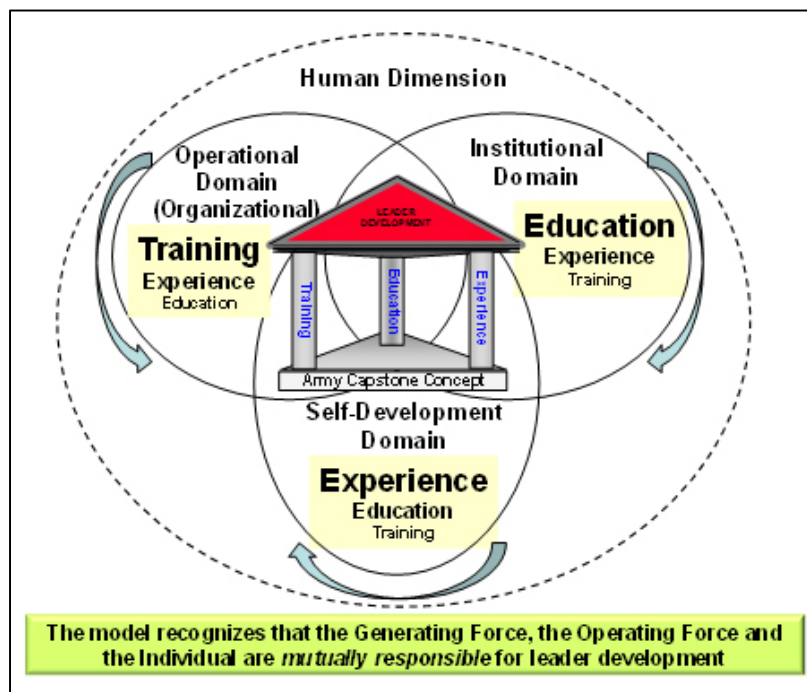 Human Dimension
Operational
Domain
(Organizational)
Training
Experience
Education
Institutional
Domain
Education
Experience
Training
LEADER
DEVELOPMENT
Training
Education
Experience
Army Capstone Concept
Self-Development
Domain
Experience
Education
Training
The model recognizes that the Generating Force, the Operating Force and
the Individual are mutually responsible for leader development